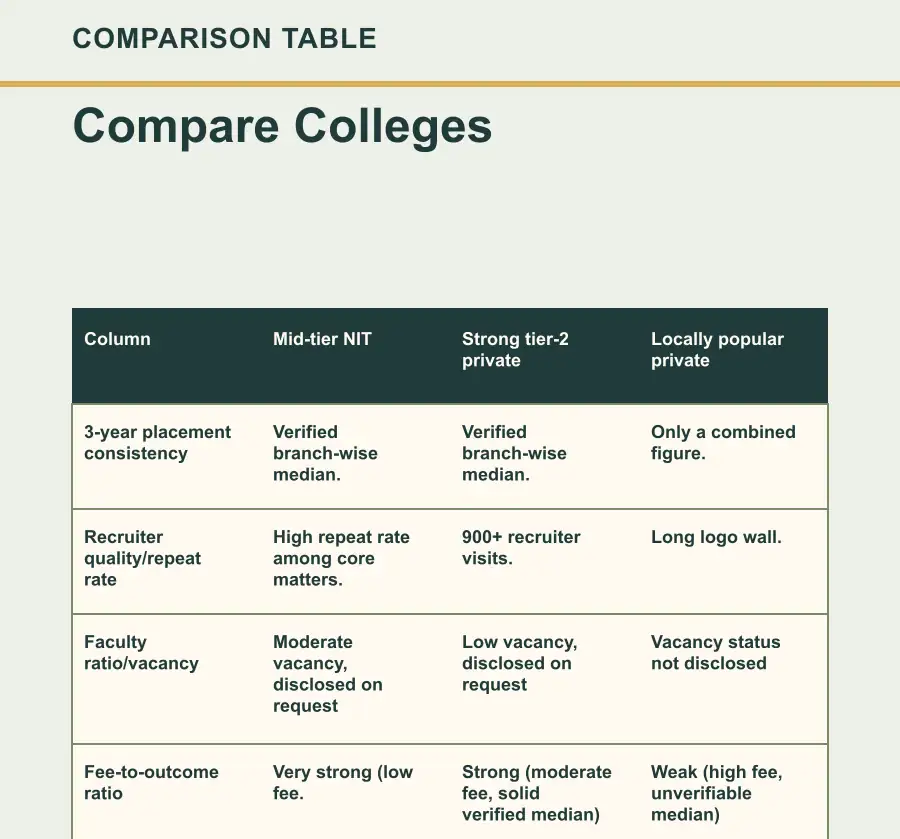 COMPARISON TABLE
Compare Colleges
Column
Mid-tier NIT
Strong tier-2
private
Locally popular
private
3-year placement
consistency
Verified
branch-wise
median.
Verified
branch-wise
median.
Only a combined
figure.
Recruiter
quality/repeat
rate
High repeat rate
among core
matters.
900+ recruiter
visits.
Long logo wall.
Faculty
ratio/vacancy
Moderate
vacancy,
disclosed on
request
Low vacancy,
disclosed on
request
Vacancy status
not disclosed
Fee-to-outcome
ratio
Very strong (low
fee.
Strong (moderate
fee, solid
verified median)
Weak (high fee,
unverifiable
median)